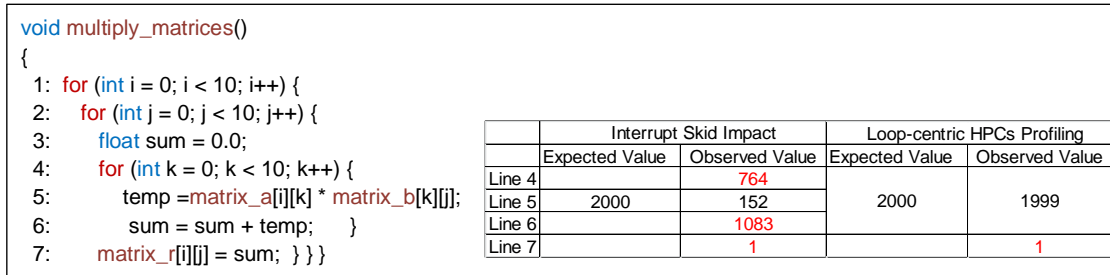 void multiply_matrices()
{
1: for (int i = 0; i < 10; i++) {
2: for (int j = 0; j < 10; j++) {
3: float sum = 0.0;
4: for (int k = 0; k < 10; k++) {
5: temp =matrix_a[i][k] * matrix_b[k][j];
6: sum = sum + temp; }
7: matrix_r[i][j] = sum; } } }
Interrupt Skid Impact Loop-centric HPCs Profiling
Expected Value Observed Value Expected Value Observed Value
Line 4 764
Line 5 2000 152 2000 1999
Line 6 1083
Line 7 1 1